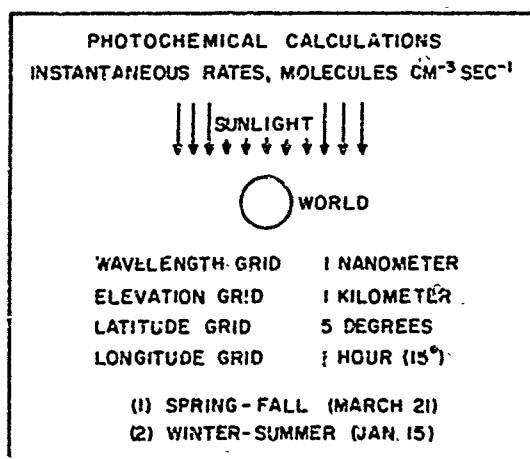 PHOTOCHEMICAL CALCULATIONS
INSTANTANEOUS RATES, MOLECULES CM⁻³ SEC⁻¹
SUNLIGHT
WORLD
WAVELENGTH GRID 1 NANOMETER
ELEVATION GRID 1 KILOMETER
LATITUDE GRID 5 DEGREES
LONGITUDE GRID 1 HOUR (15°)
(1) SPRING-FALL (MARCH 21)
(2) WINTER-SUMMER (JAN. 15)